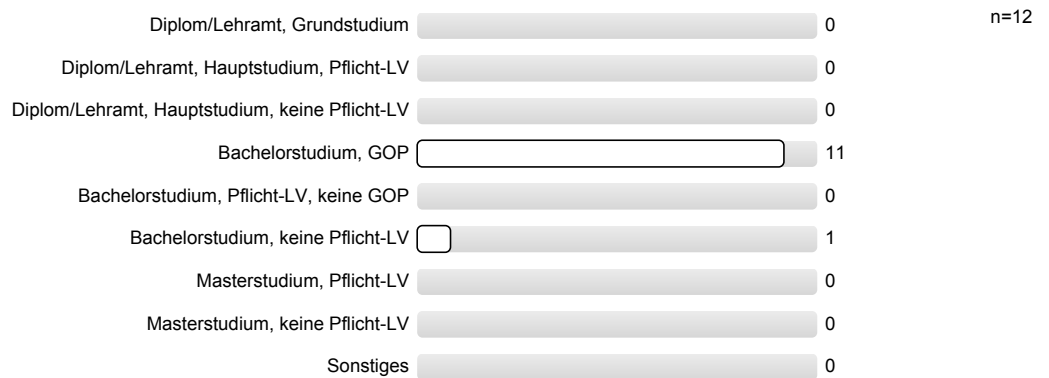 Diplom/Lehramt, Grundstudium 0 n=12
Diplom/Lehramt, Hauptstudium, Pflicht-LV 0
Diplom/Lehramt, Hauptstudium, keine Pflicht-LV 0
Bachelorstudium, GOP 11
Bachelorstudium, Pflicht-LV, keine GOP 0
Bachelorstudium, keine Pflicht-LV 1
Masterstudium, Pflicht-LV 0
Masterstudium, keine Pflicht-LV 0
Sonstiges 0